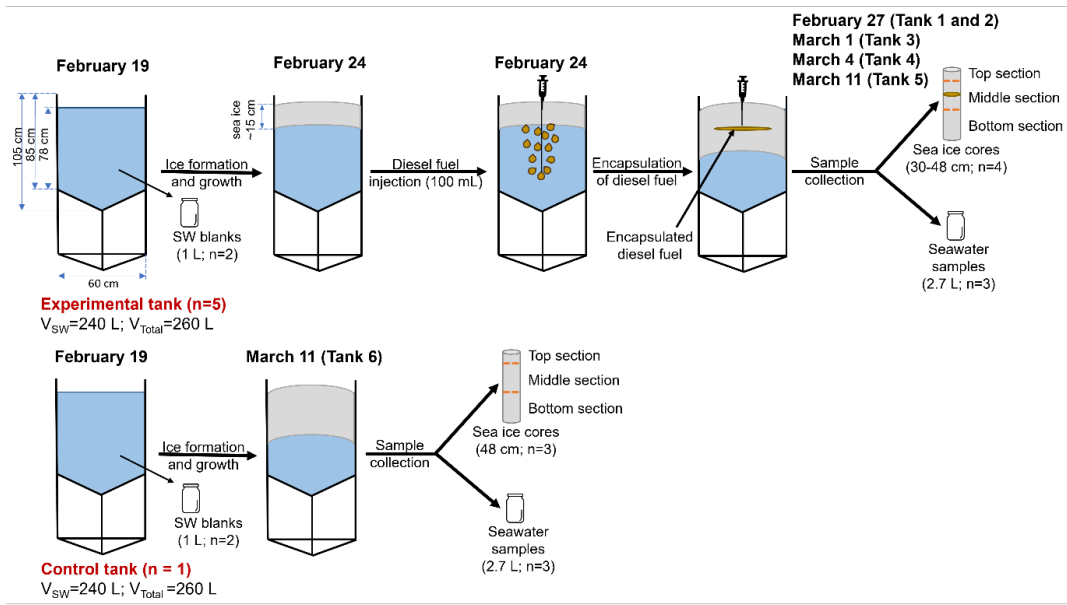 February 27 (Tank 1 and 2)
March 1 (Tank 3)
March 4 (Tank 4)
March 11 (Tank 5)
February 19
February 24
February 24
105 cm
85 cm
78 cm
sea ice
~15 cm
Top section
Middle section
Bottom section
Ice formation
and growth
Diesel fuel
injection (100 mL)
Encapsulation
of diesel fuel
Sample
collection
Sea ice cores
(30-48 cm; n=4)
SW blanks
(1 L; n=2)
Encapsulated
diesel fuel
Seawater
samples
(2.7 L; n=3)
60 cm
Experimental tank (n=5)
VSW=240 L; VTotal=260 L
February 19
March 11 (Tank 6)
Top section
Middle section
Bottom section
Ice formation
and growth
Sample
collection
Sea ice cores
(48 cm; n=3)
SW blanks
(1 L; n=2)
Seawater
samples
(2.7 L; n=3)
Control tank (n = 1)
VSW=240 L; VTotal =260 L